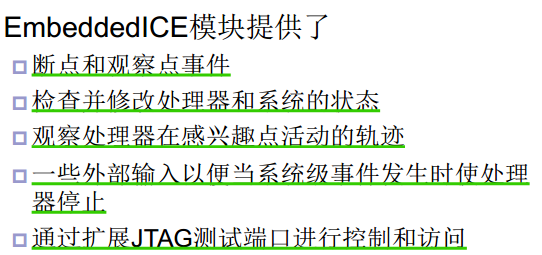 EmbeddedICE模块提供了
断点和观察点事件
检查并修改处理器和系统的状态
观察处理器在感兴趣点活动的轨迹
一些外部输入以便当系统级事件发生时使处理
器停止
通过扩展JTAG测试端口进行控制和访问